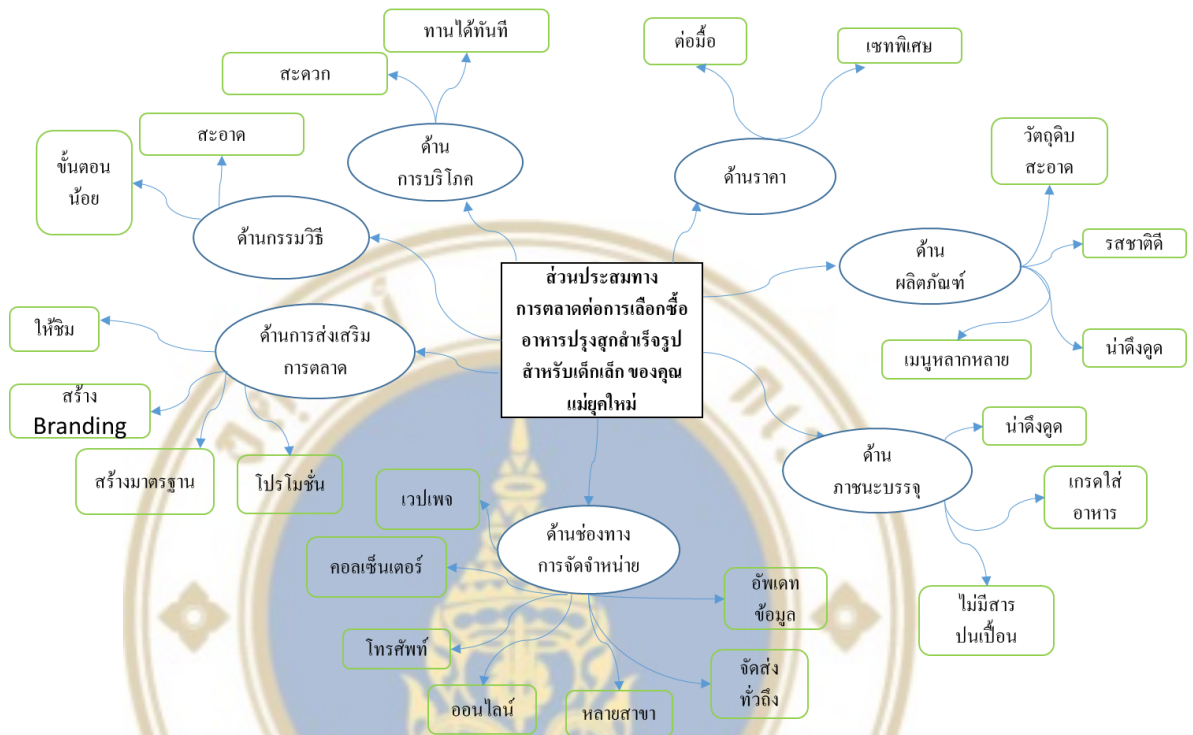 ทานได้ทันที
ต่อมื้อ
เซทพิเศษ
สะดวก
สะอาด
ขั้นตอน
น้อย
ด้าน
การบริโภค
ด้านราคา
วัตถุดิบ
สะอาด
ด้านกรรมวิธี
ด้าน
ผลิตภัณฑ์
รสชาติดี
ส่วนประสมทาง
การตลาดต่อการเลือกซื้อ
อาหารปรุงสุกสำเร็จรูป
สำหรับเด็กเล็ก ของคุณ
แม่ยุคใหม่
ให้ชิม
ด้านการส่งเสริม
การตลาด
เมนูหลากหลาย
น่าดึงดูด
สร้าง
Branding
น่าดึงดูด
สร้างมาตรฐาน
โปรโมชั่น
ด้าน
ภาชนะบรรจุ
เกรดใส่
อาหาร
เวปเพจ
ด้านช่องทาง
การจัดจำหน่าย
คอลเซ็นเตอร์
อัพเดท
ข้อมูล
ไม่มีสาร
ปนเปื้อน
โทรศัพท์
จัดส่ง
ทั่วถึง
ออนไลน์
หลายสาขา